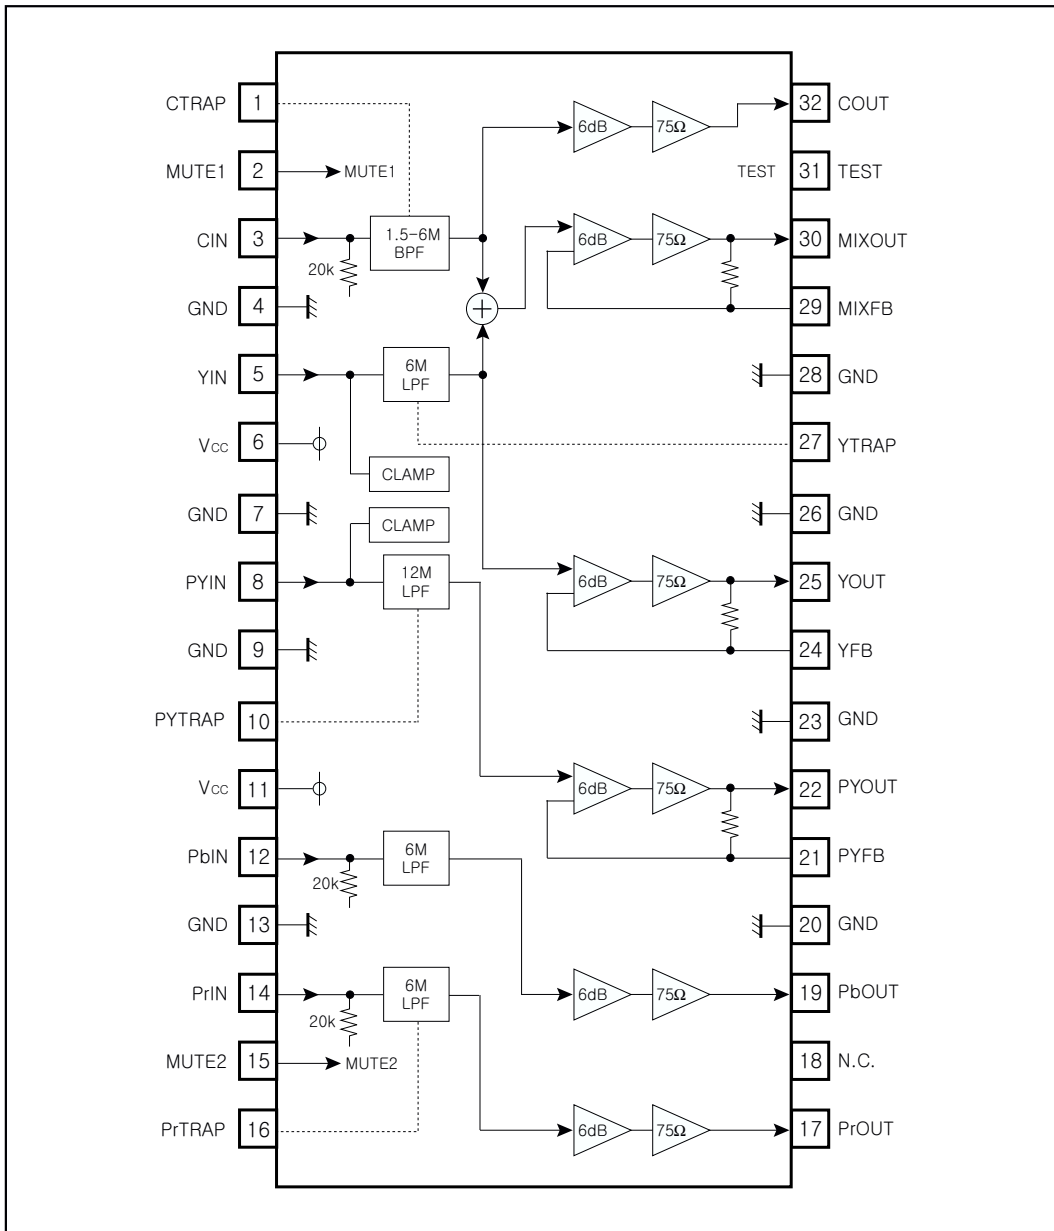 CTRAP 1
MUTE1 2
MUTE1
CIN 3
20k
1.5-6M
BPF
GND 4
YIN 5
6M
LPF
VCC 6
CLAMP
GND 7
CLAMP
PYIN 8
12M
LPF
GND 9
PYTRAP 10
VCC 11
PbIN 12
20k
6M
LPF
GND 13
PrIN 14
20k
6M
LPF
MUTE2 15
MUTE2
PrTRAP 16
6dB 75Ω
32 COUT
TEST
31 TEST
6dB 75Ω
30 MIXOUT
29 MIXFB
+
28 GND
27 YTRAP
26 GND
6dB 75Ω
25 YOUT
24 YFB
23 GND
6dB 75Ω
22 PYOUT
21 PYFB
20 GND
6dB 75Ω
19 PbOUT
18 N.C.
6dB 75Ω
17 PrOUT